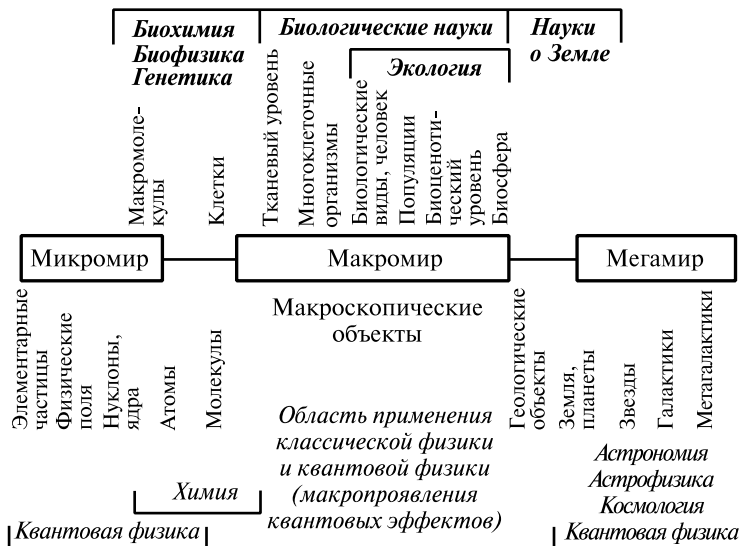 Биохимия
Биофизика
Генетика
Биологические науки
Экология
Науки
о Земле
Макромоле-
кулы
Клетки
Тканевый уровень
Многоклеточные
организмы
Биологические
виды, человек
Популяции
Биоценоти-
ческий
уровень
Биосфера
Микромир
Макромир
Мегамир
Элементарные
частицы
Физические
поля
Нуклоны,
ядра
Атомы
Молекулы
Макроскопические
объекты
Геологические
объекты
Земля,
планеты
Звезды
Галактики
Метагалактики
Область применения
классической физики
и квантовой физики
(макропроявления
квантовых эффектов)
Химия
Квантовая физика
Астрономия
Астрофизика
Космология
Квантовая физика